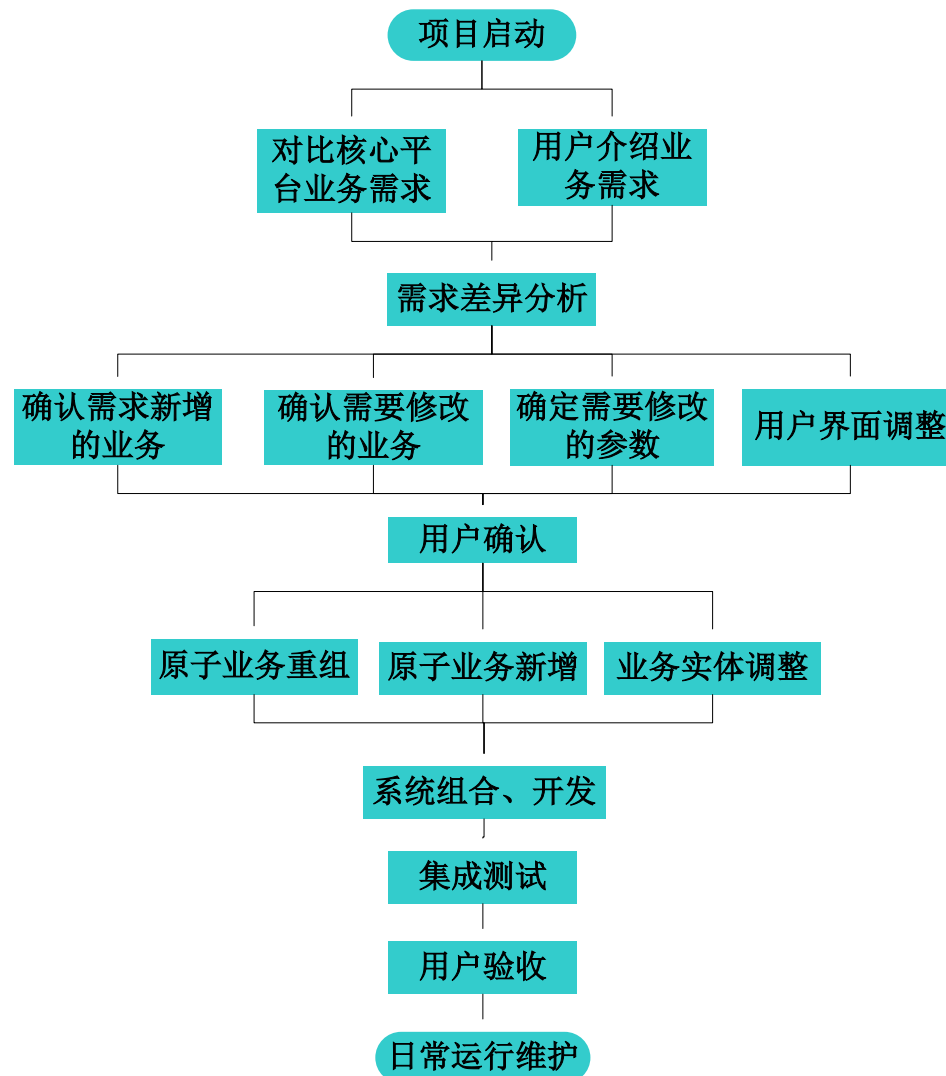 项目启动
对比核心平
台业务需求
用户介绍业
务需求
需求差异分析
确认需求新增
的业务
确认需要修改
的业务
确定需要修改
的参数
用户界面调整
用户确认
原子业务重组
原子业务新增
业务实体调整
系统组合、开发
集成测试
用户验收
日常运行维护